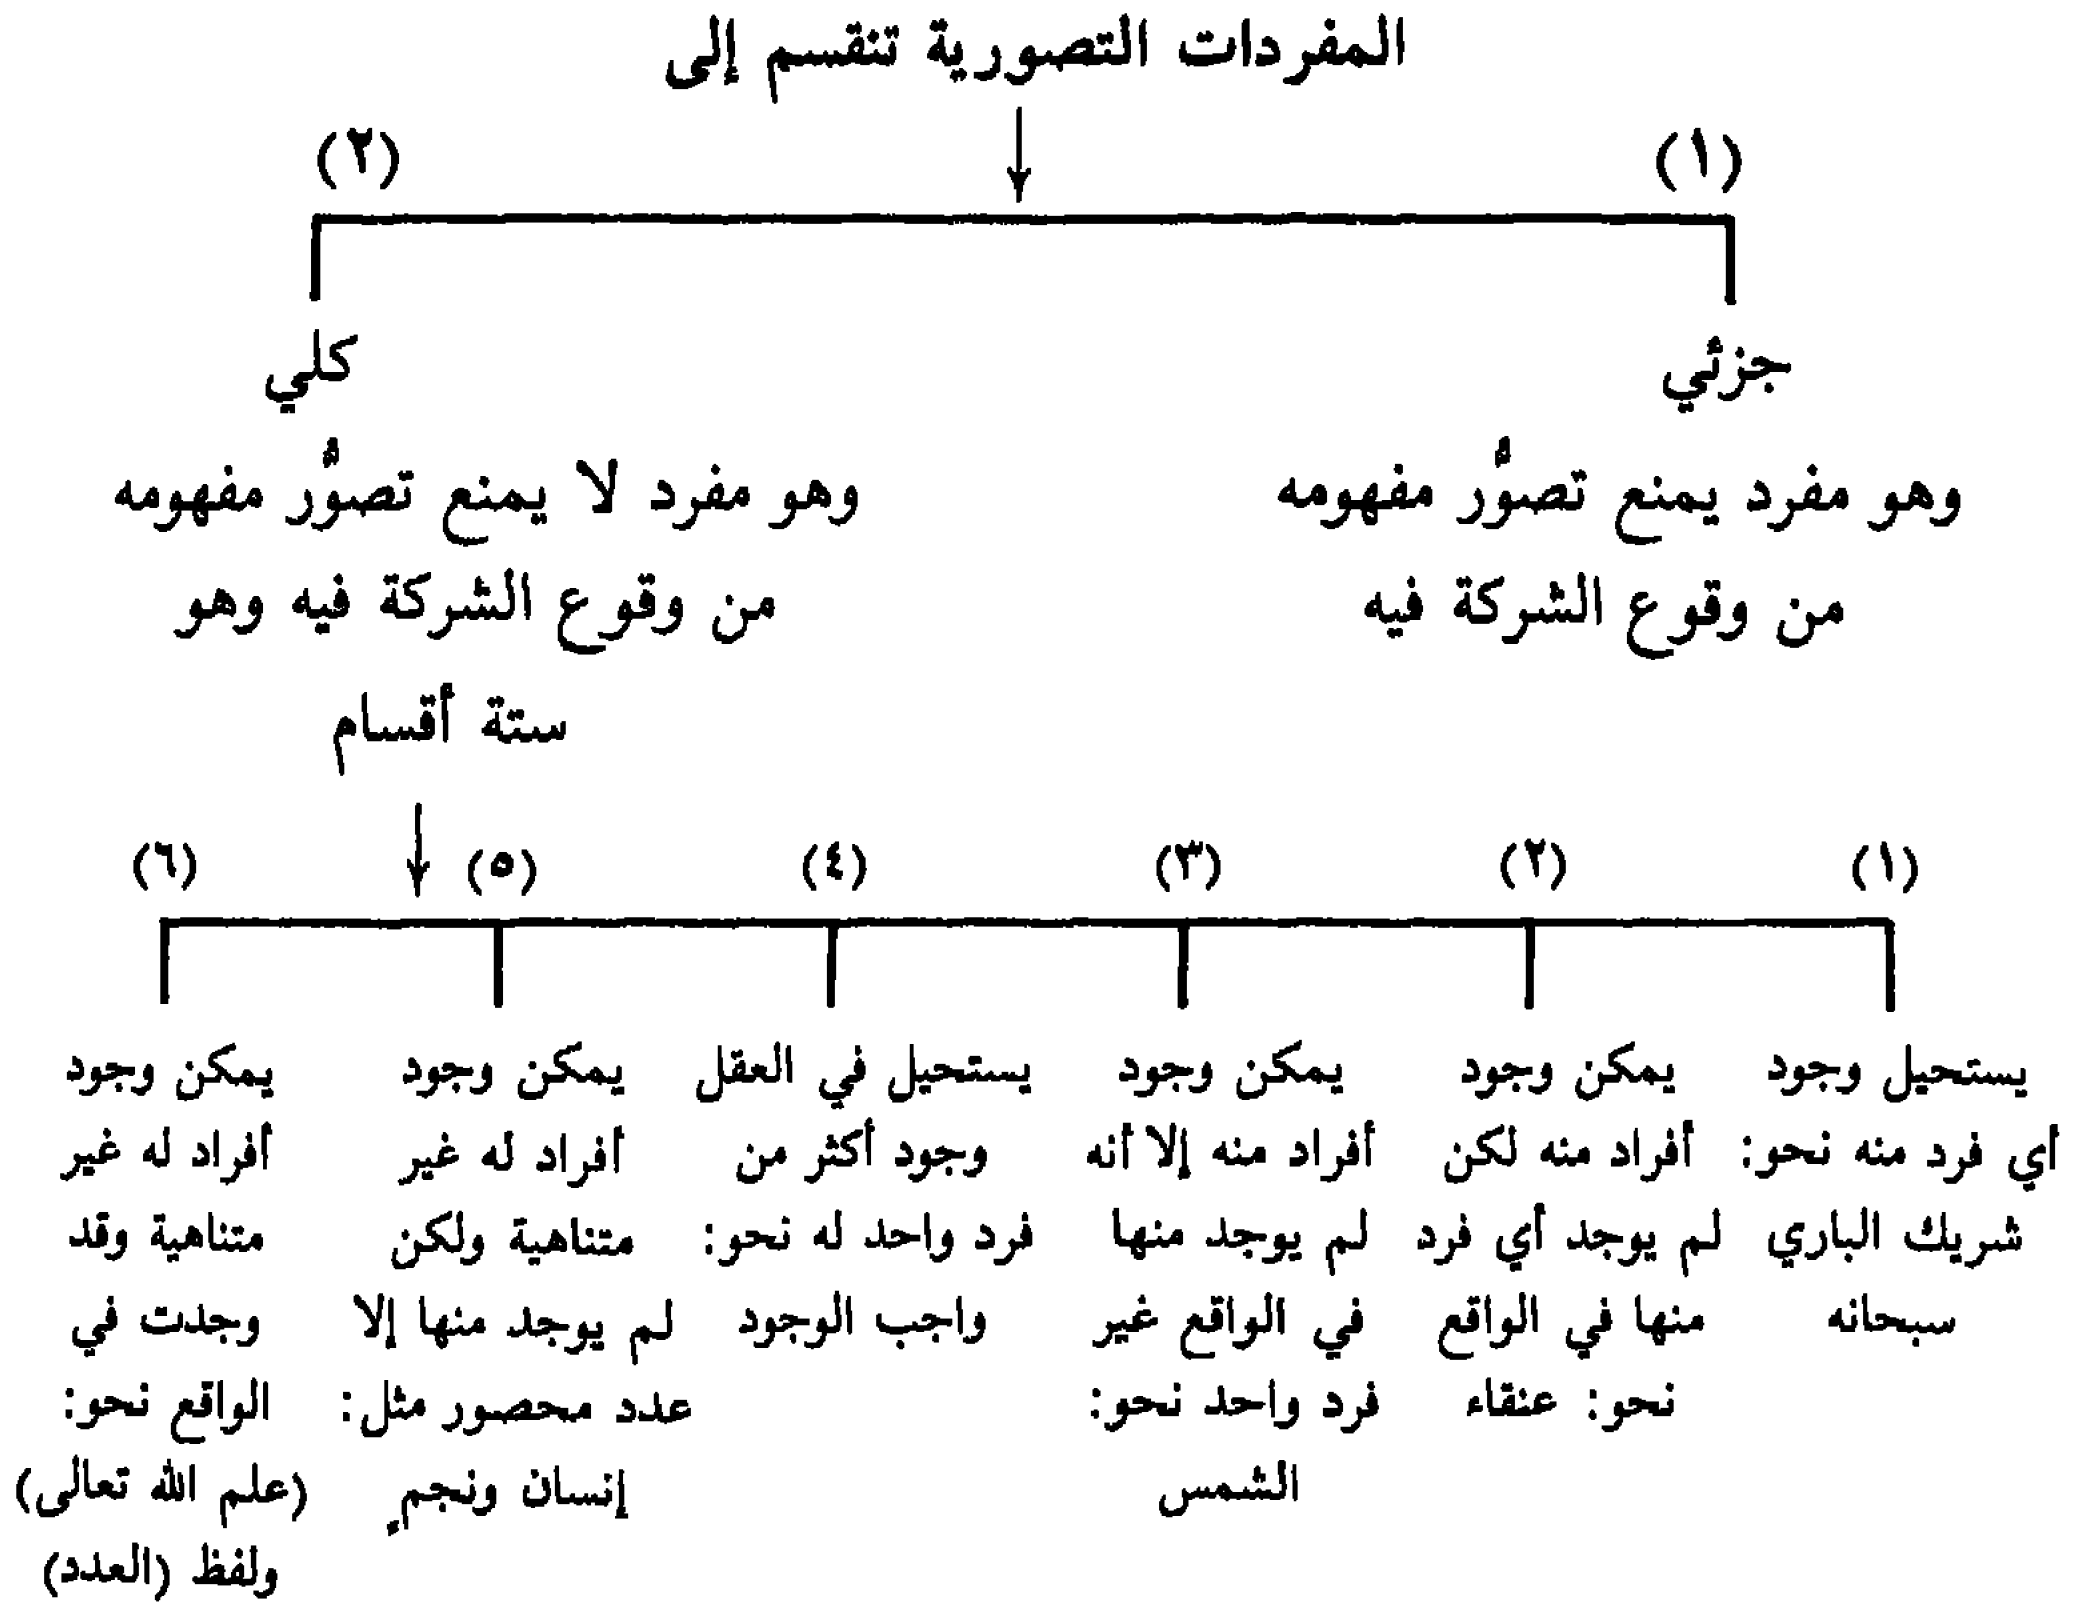 المفردات التصورية تنقسم إلى
(١)
(٢)
جزئي
وهو مفرد يمنع تصوُّر مفهومه
من وقوع الشركة فيه
كلي
وهو مفرد لا يمنع تصوُّر مفهومه
من وقوع الشركة فيه وهو
ستة أقسام
(١)
يستحيل وجود
أي فرد منه نحو:
شريك الباري
سبحانه
(٢)
يمكن وجود
أفراد منه لكن
لم يوجد أي فرد
منها في الواقع
نحو: عنقاء
(٣)
يمكن وجود
أفراد منه إلا أنه
لم يوجد منها
في الواقع غير
فرد واحد نحو:
الشمس
(٤)
يستحيل في العقل
وجود أكثر من
فرد واحد له نحو:
واجب الوجود
(٥)
يمكن وجود
أفراد له غير
متناهية ولكن
لم يوجد منها إلا
عدد محصور مثل:
إنسان ونجمٍ
(٦)
يمكن وجود
أفراد له غير
متناهية وقد
وجدت في
الواقع نحو:
(علم الله تعالى)
ولفظ (العدد)